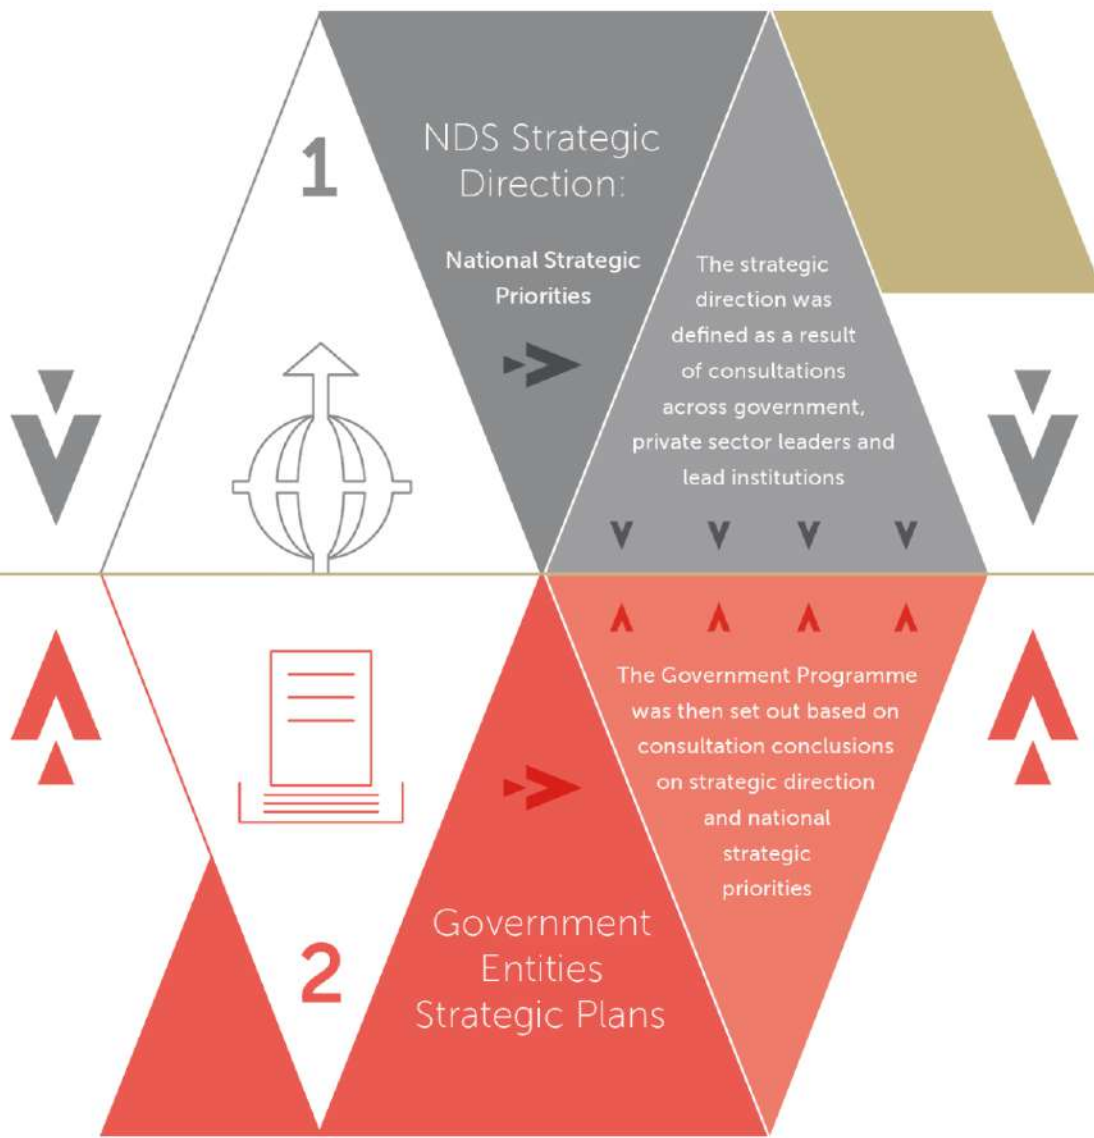 1
NDS Strategic
Direction:
National Strategic
Priorities
The strategic
direction was
defined as a result
of consultations
across government,
private sector leaders and
lead institutions
The Government Programme
was then set out based on
consultation conclusions
on strategic direction
and national
strategic
priorities
2
Government
Entities
Strategic Plans